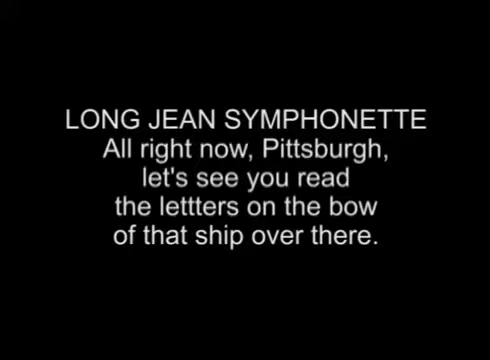 LONG JEAN SYMPHONETTE
All right now, Pittsburgh,
let's see you read
the lettters on the bow
of that ship over there.